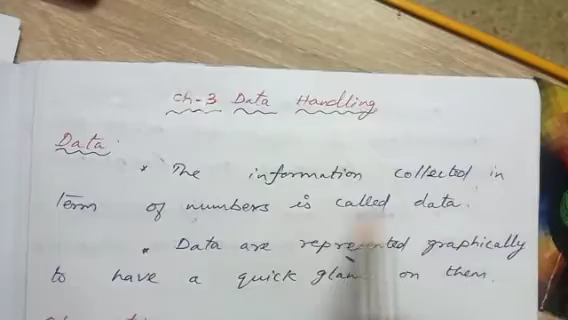 Ch-3 Data Handling
Data:
* The information collected in
Term of numbers is called data.
* Data are represented graphically
to have a quick on them.